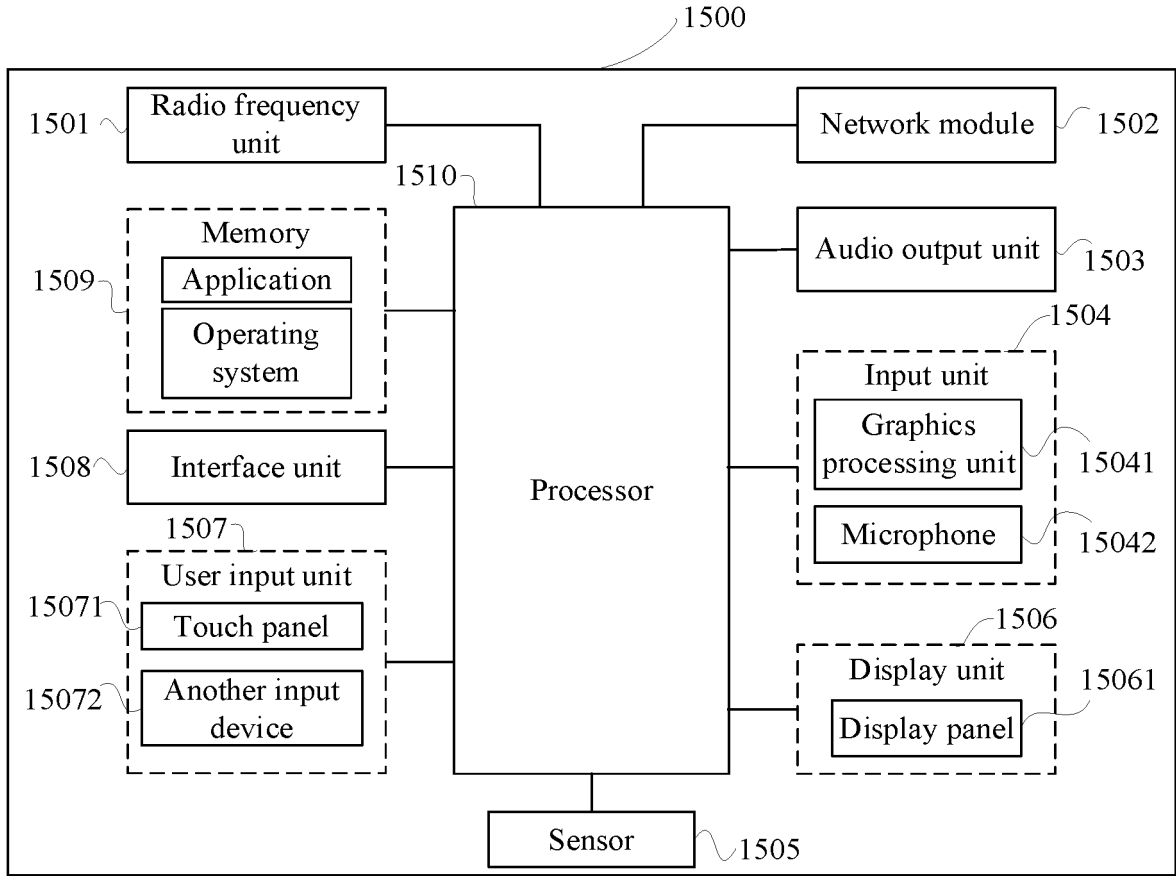 1500
1501
Radio frequency
unit
Network module
1502
1510
Memory
Application
Operating
system
1509
Audio output unit
1503
1504
Input unit
Graphics
processing unit
15041
Microphone
15042
1508
Interface unit
Processor
1507
User input unit
15071
Touch panel
15072
Another input
device
1506
Display unit
15061
Display panel
Sensor
1505